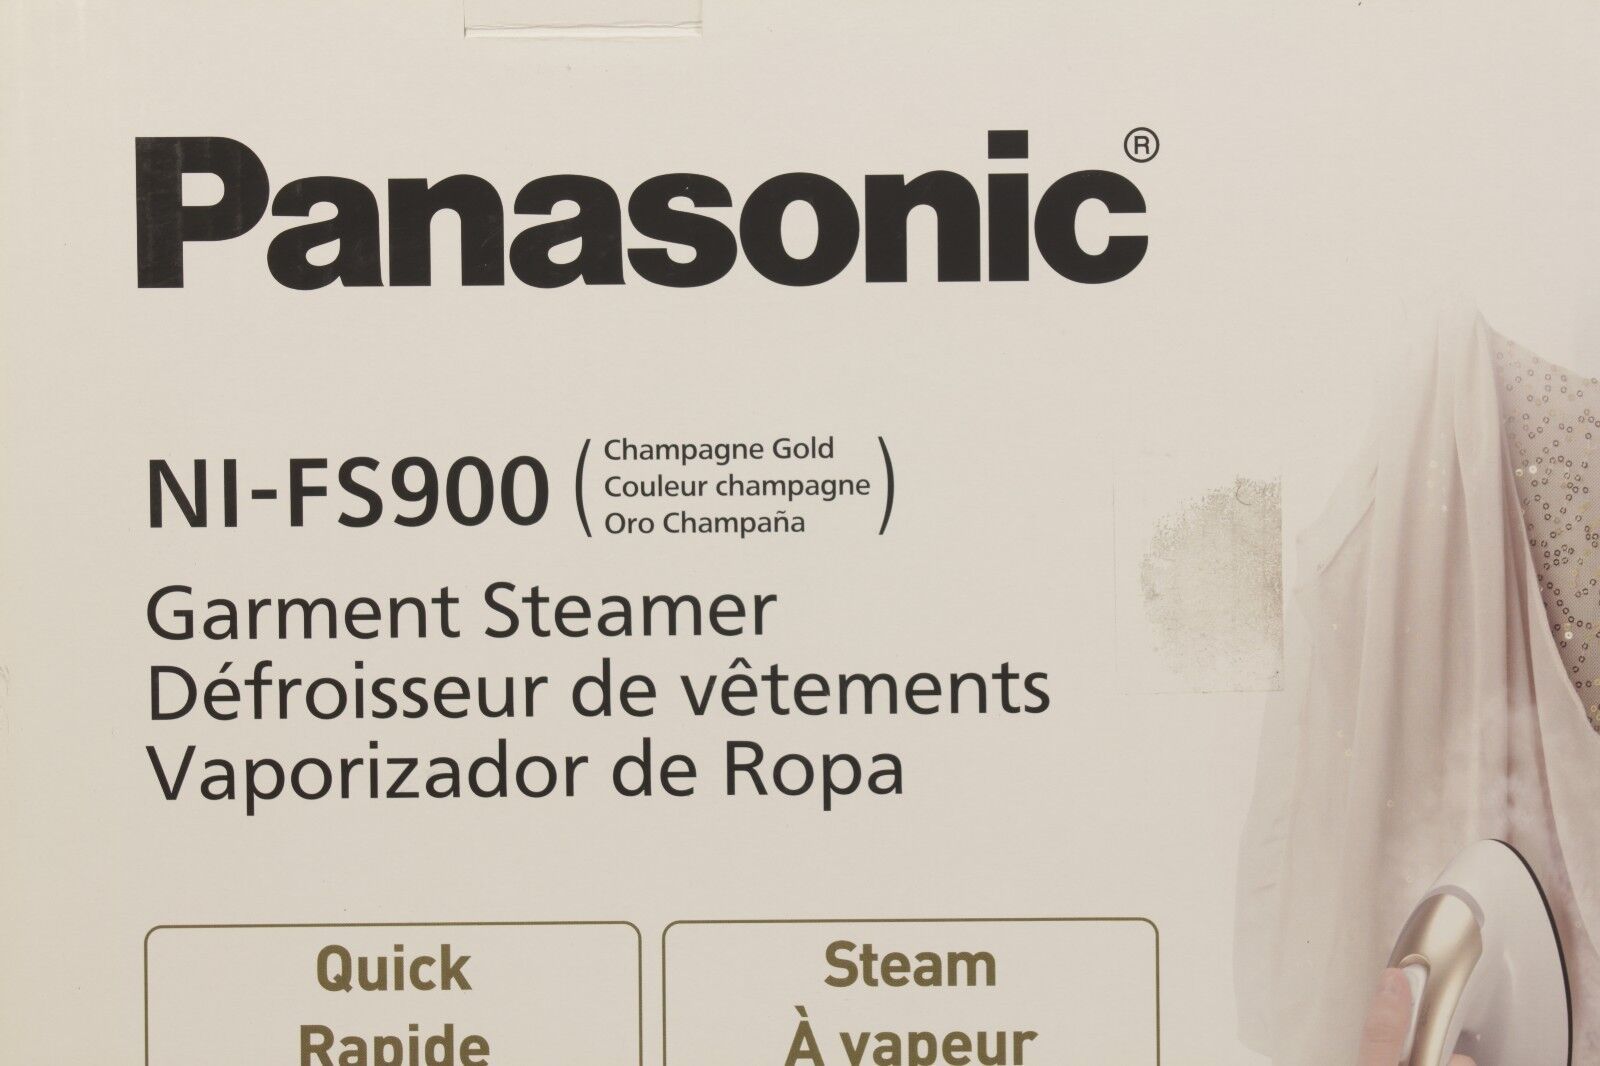 Panasonic®
NI-FS900
(Champagne Gold
Couleur champagne
Oro Champaña)
Garment Steamer
Défroisseur de vêtements
Vaporizador de Ropa
Quick
Rapide
Steam
À vapeur